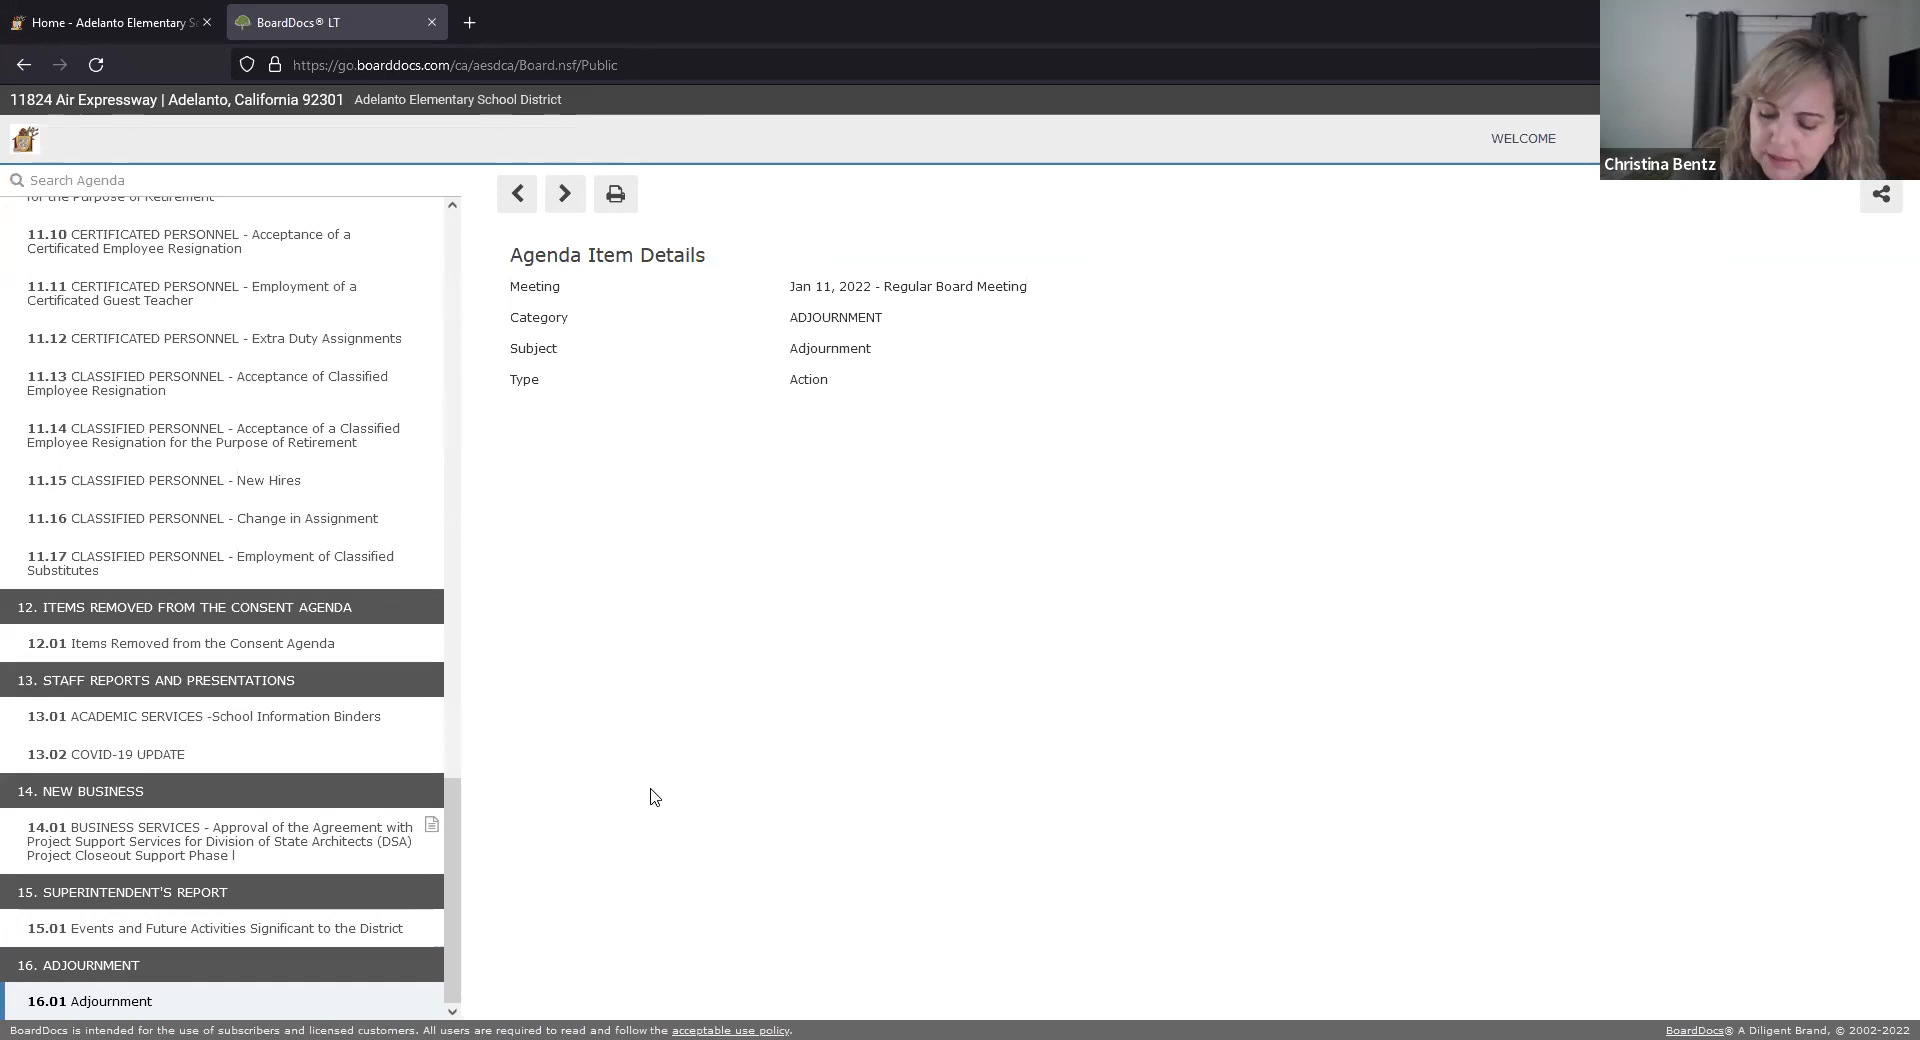 Home - Adelanto Elementary S
BoardDocs® LT
https://go.boarddocs.com/ca/aesdca/Board.nsf/Public
11824 Air Expressway | Adelanto, California 92301 Adelanto Elementary School District
WELCOME
Christina Bentz
Search Agenda
for the Purpose of Retirement
11.10 CERTIFICATED PERSONNEL - Acceptance of a
Certificated Employee Resignation
11.11 CERTIFICATED PERSONNEL - Employment of a
Certificated Guest Teacher
11.12 CERTIFICATED PERSONNEL - Extra Duty Assignments
11.13 CLASSIFIED PERSONNEL - Acceptance of Classified
Employee Resignation
11.14 CLASSIFIED PERSONNEL - Acceptance of a Classified
Employee Resignation for the Purpose of Retirement
11.15 CLASSIFIED PERSONNEL - New Hires
11.16 CLASSIFIED PERSONNEL - Change in Assignment
11.17 CLASSIFIED PERSONNEL - Employment of Classified
Substitutes
12. ITEMS REMOVED FROM THE CONSENT AGENDA
12.01 Items Removed from the Consent Agenda
13. STAFF REPORTS AND PRESENTATIONS
13.01 ACADEMIC SERVICES -School Information Binders
13.02 COVID-19 UPDATE
14. NEW BUSINESS
14.01 BUSINESS SERVICES - Approval of the Agreement with
Project Support Services for Division of State Architects (DSA)
Project Closeout Support Phase l
15. SUPERINTENDENT'S REPORT
15.01 Events and Future Activities Significant to the District
16. ADJOURNMENT
16.01 Adjournment
Agenda Item Details
Meeting Jan 11, 2022 - Regular Board Meeting
Category ADJOURNMENT
Subject Adjournment
Type Action
BoardDocs is intended for the use of subscribers and licensed customers. All users are required to read and follow the acceptable use policy.
BoardDocs® A Diligent Brand, © 2002-2022